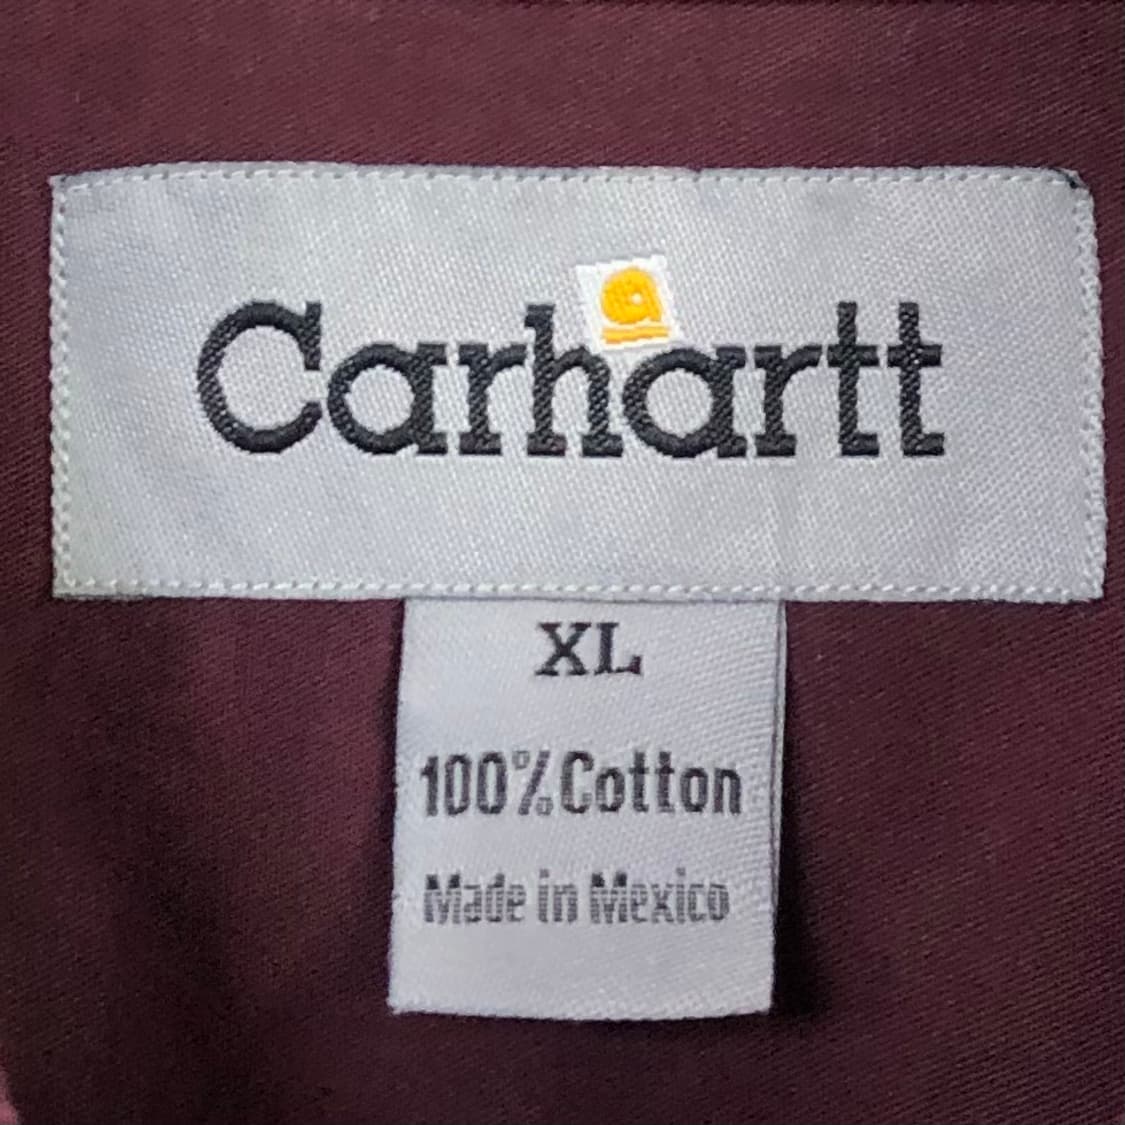 Carhartt
XL
100% Cotton
Made in Mexico